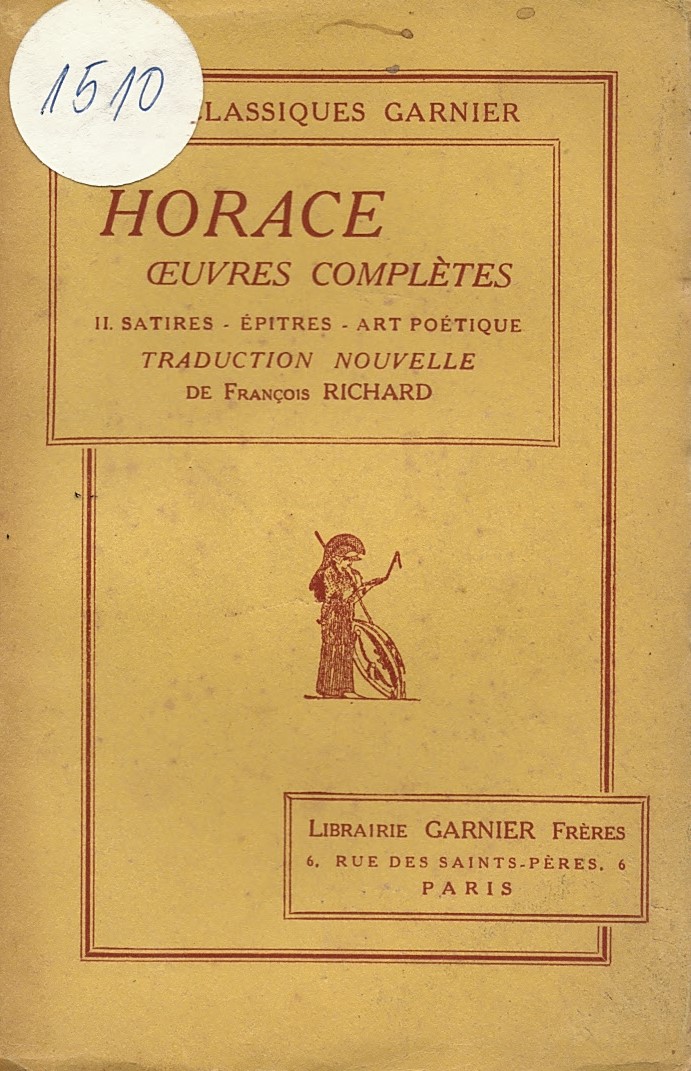 1510
CLASSIQUES GARNIER
HORACE
ŒUVRES COMPLÈTES
II. SATIRES - ÉPITRES - ART POÉTIQUE
TRADUCTION NOUVELLE
DE FRANÇOIS RICHARD
LIBRAIRIE GARNIER FRÈRES
6, RUE DES SAINTS-PÈRES, 6
PARIS